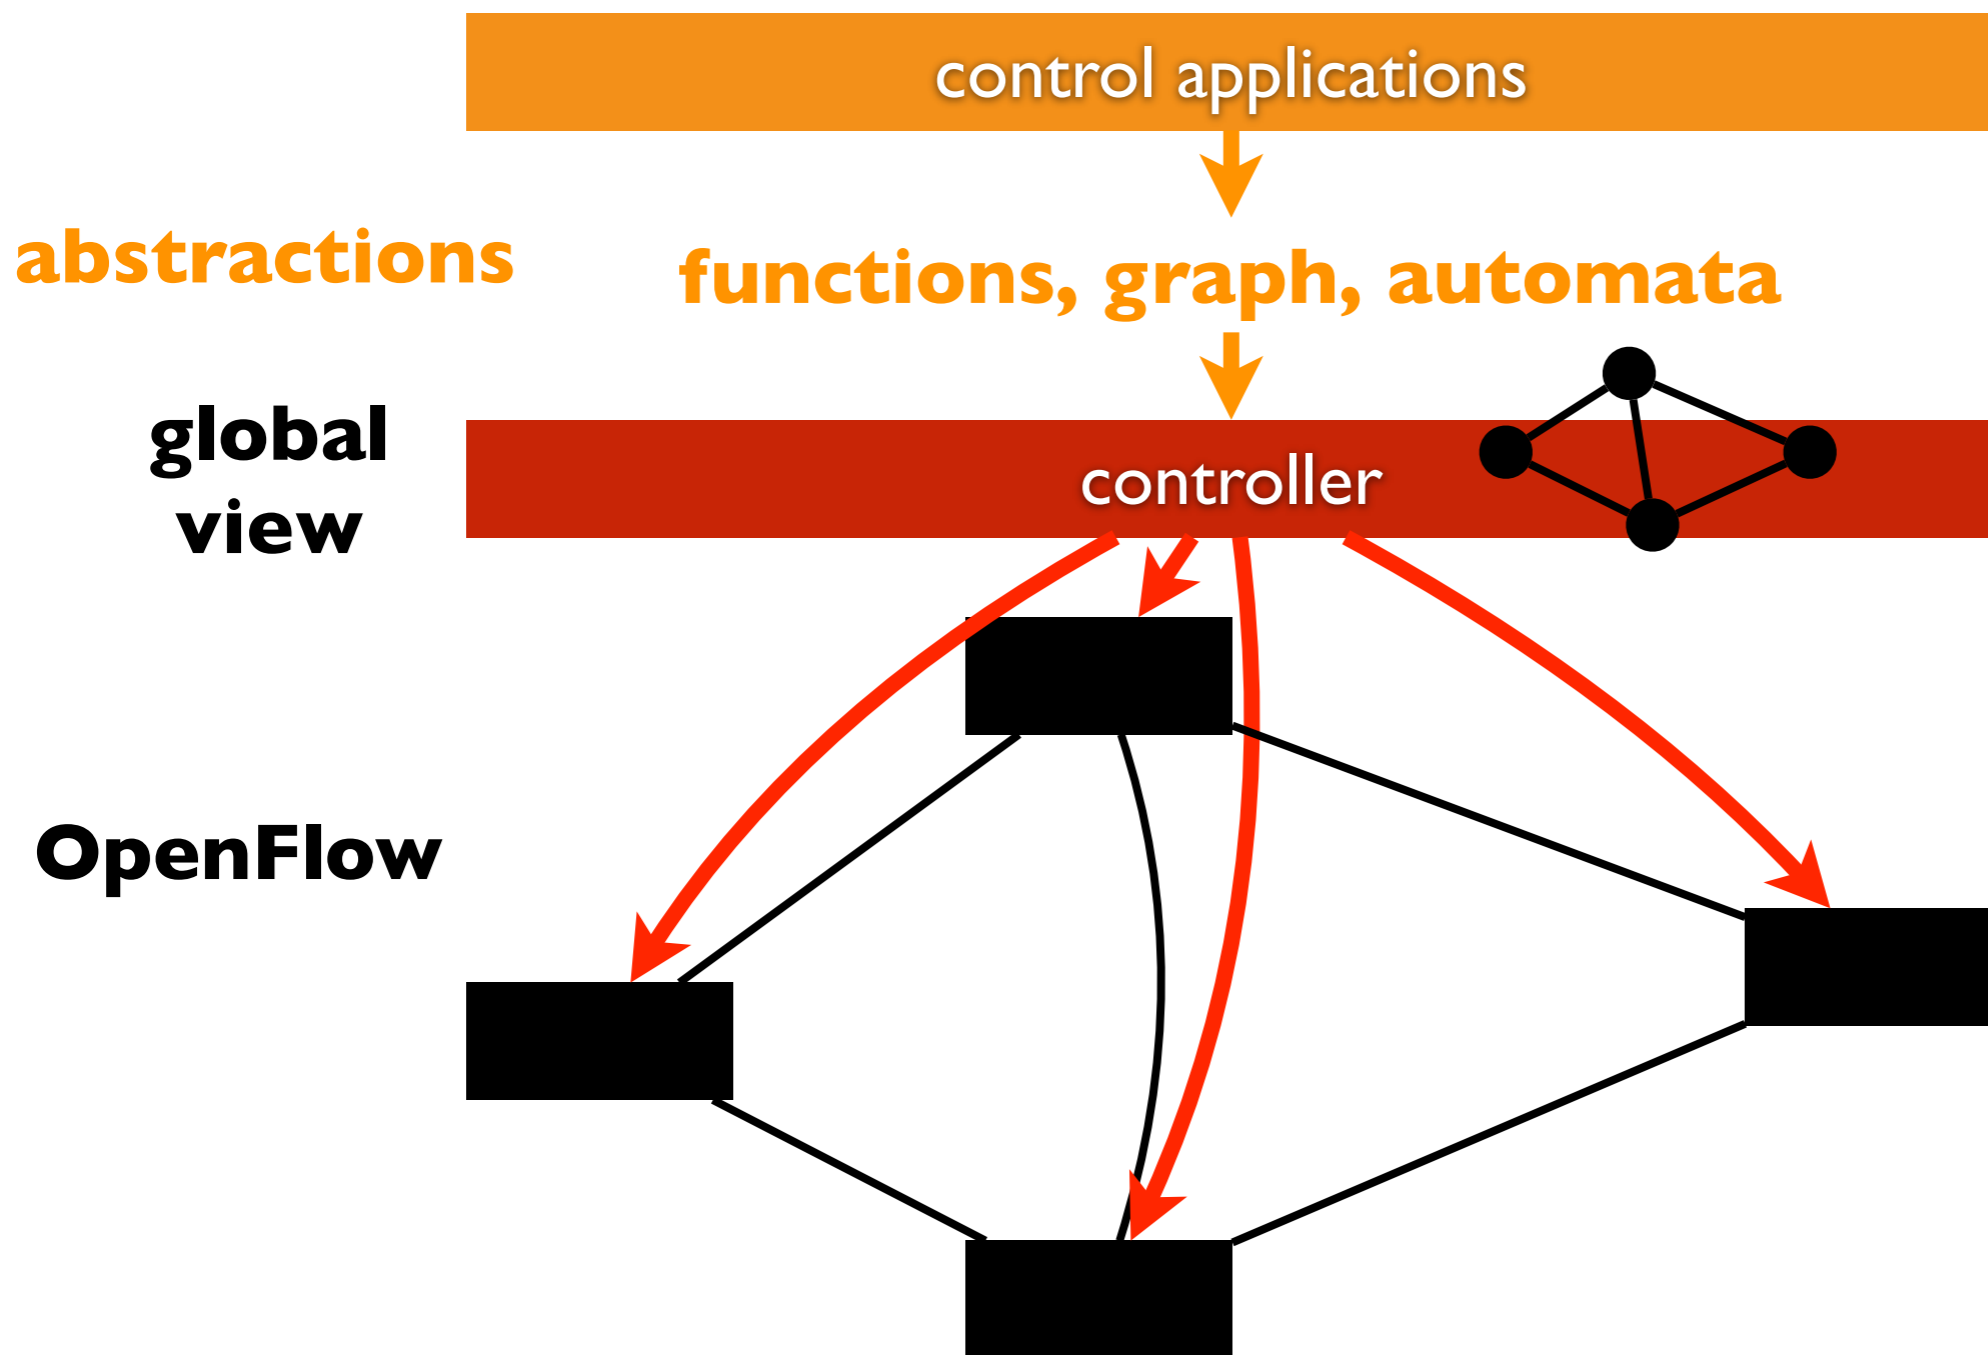 control applications
abstractions
functions, graph, automata
global
view
controller
OpenFlow